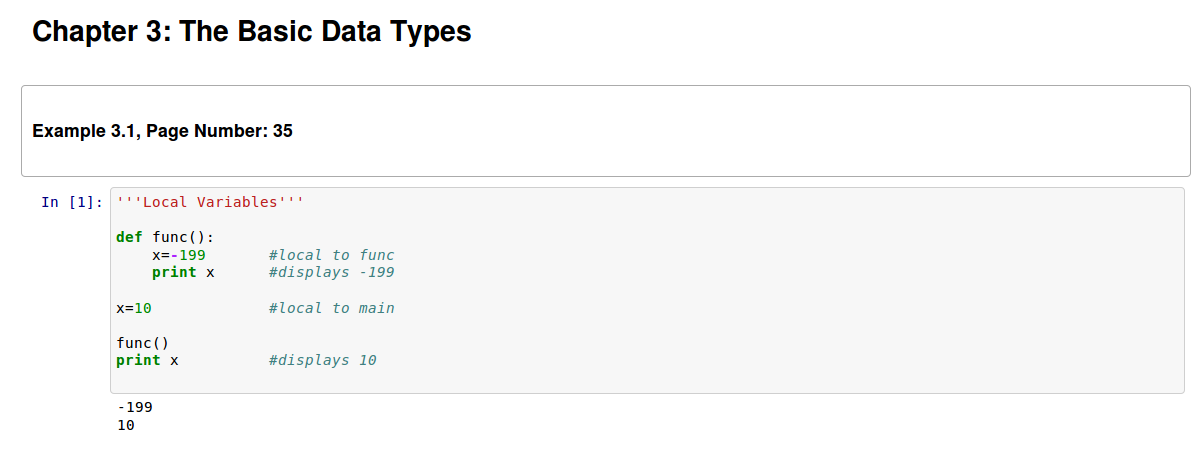 Chapter 3: The Basic Data Types
Example 3.1, Page Number: 35
In [1]: '''Local Variables'''
def func():
    x=-199       #local to func
    print x      #displays -199
x=10             #local to main
func()
print x          #displays 10
-199
10